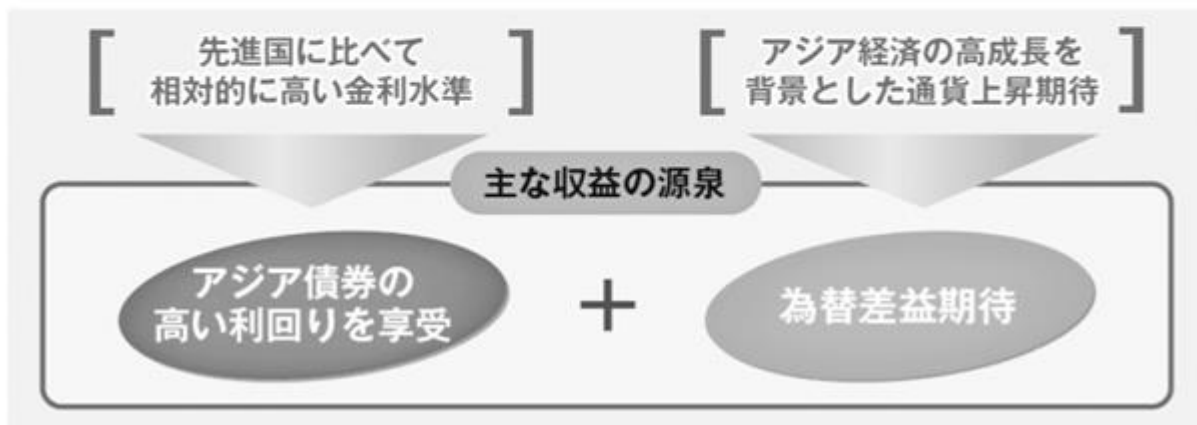 先進国に比べて
相対的に高い金利水準
アジア経済の高成長を
背景とした通貨上昇期待
主な収益の源泉
アジア債券の
高い利回りを享受
+
為替差益期待